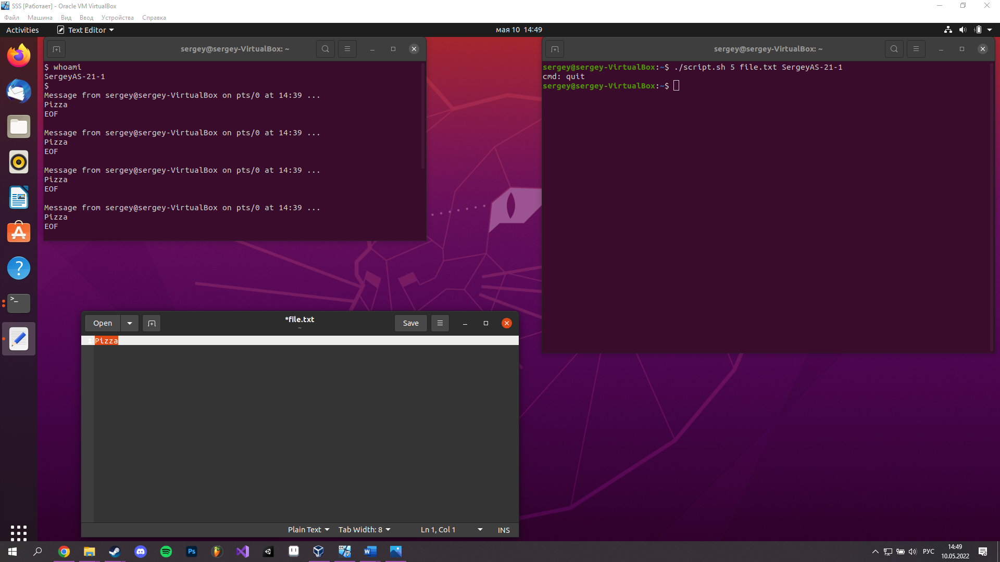 SSS [Работает] - Oracle VM VirtualBox
Файл Машина Вид Ввод Устройства Справка
Activities Text Editor мая 10 14:49
sergey@sergey-VirtualBox: ~
$ whoami
SergeyAS-21-1
$
Message from sergey@sergey-VirtualBox on pts/0 at 14:39 ...
Pizza
EOF
Message from sergey@sergey-VirtualBox on pts/0 at 14:39 ...
Pizza
EOF
Message from sergey@sergey-VirtualBox on pts/0 at 14:39 ...
Pizza
EOF
Message from sergey@sergey-VirtualBox on pts/0 at 14:39 ...
Pizza
EOF
sergey@sergey-VirtualBox: ~
sergey@sergey-VirtualBox:~$ ./script.sh 5 file.txt SergeyAS-21-1
cmd: quit
sergey@sergey-VirtualBox:~$
Open *file.txt Save
~
1 Pizza
Plain Text Tab Width: 8 Ln 1, Col 1 INS
Ps W РУС 14:49
10.05.2022